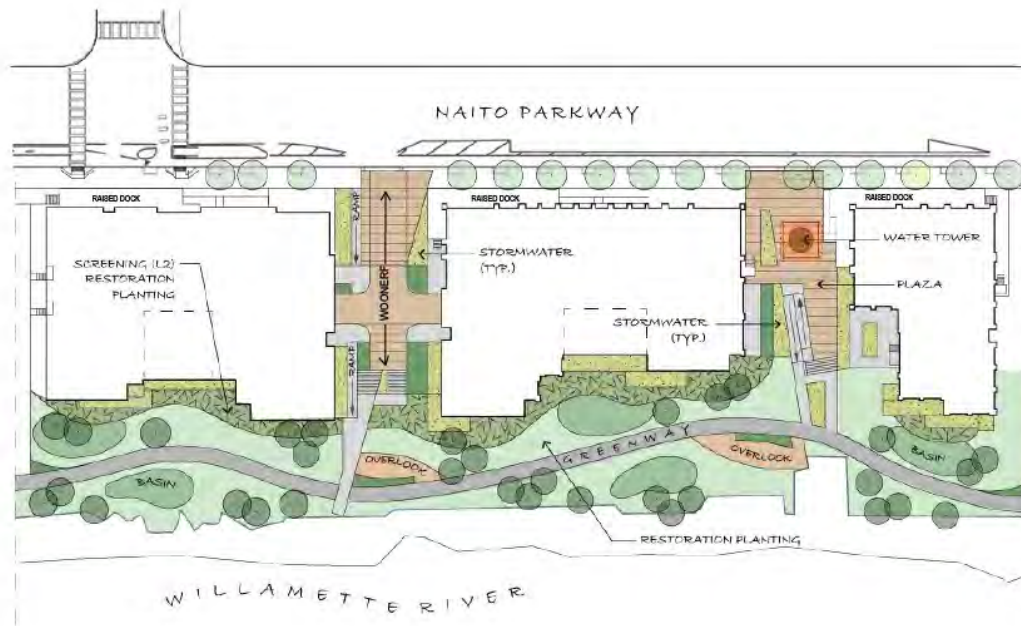 NAITO PARKWAY
RAISED DOCK
RAISED DOCK
RAISED DOCK
RAMP
WOONERF
STORMWATER
(TYP.)
WATER TOWER
SCREENING (L2)
RESTORATION
PLANTING
PLAZA
STORMWATER
(TYP.)
RAMP
GREENWAY
OVERLOOK
OVERLOOK
BASIN
BASIN
RESTORATION PLANTING
WILLAMETTE RIVER